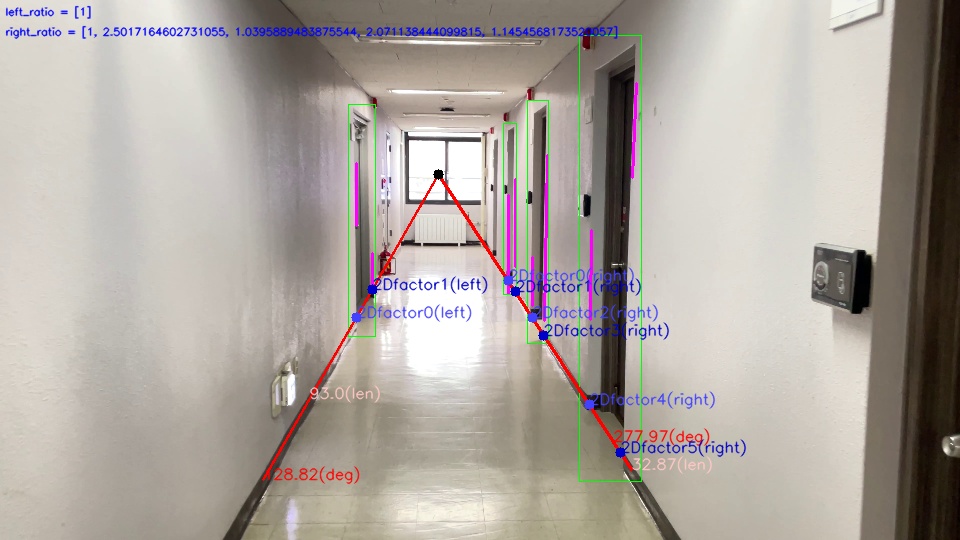 left_ratio = [1]
right_ratio = [1, 2.5017164602731055, 1.0395889483875544, 2.071138444099815, 1.1454568173520057]
2Dfactor0(right)
2Dfactor1(left)
2Dfactor1(right)
2Dfactor0(left)
2Dfactor2(right)
2Dfactor3(right)
93.0(len)
2Dfactor4(right)
277.97(deg)
2Dfactor5(right)
32.87(len)
28.82(deg)